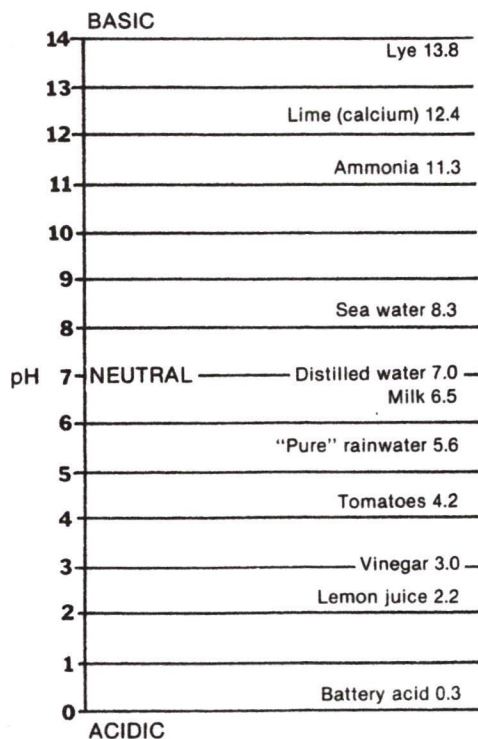 BASIC
14
Lye 13.8
13
Lime (calcium) 12.4
12
Ammonia 11.3
11
10
9
Sea water 8.3
8
pH 7 NEUTRAL Distilled water 7.0
Milk 6.5
6
"Pure" rainwater 5.6
5
Tomatoes 4.2
4
3 Vinegar 3.0
Lemon juice 2.2
2
1
Battery acid 0.3
0
ACIDIC